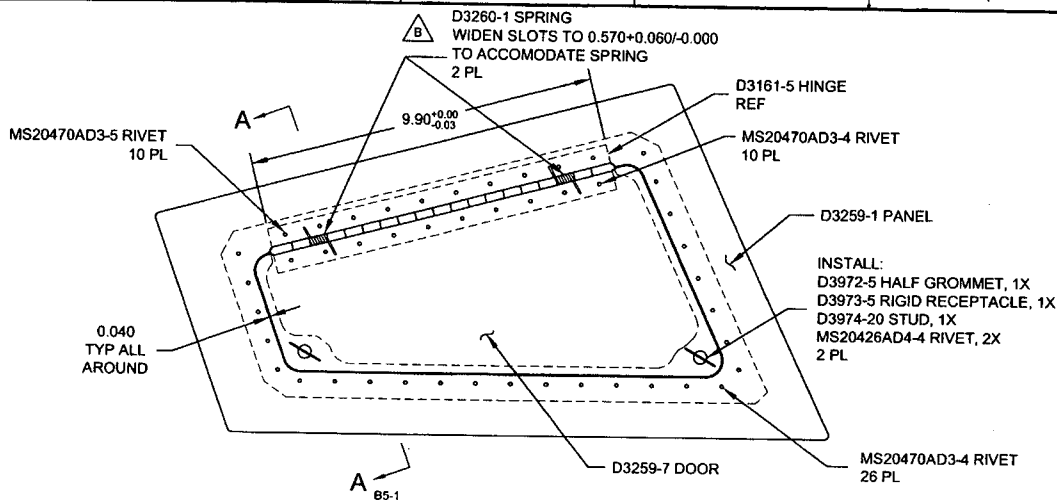 B
D3260-1 SPRING
WIDEN SLOTS TO 0.570+0.060/-0.000
TO ACCOMODATE SPRING
2 PL
D3161-5 HINGE
REF
A
9.90+0.00
-0.03
MS20470AD3-5 RIVET
10 PL
MS20470AD3-4 RIVET
10 PL
D3259-1 PANEL
INSTALL:
D3972-5 HALF GROMMET, 1X
D3973-5 RIGID RECEPTACLE, 1X
D3974-20 STUD, 1X
MS20426AD4-4 RIVET, 2X
2 PL
0.040
TYP ALL
AROUND
D3259-7 DOOR
MS20470AD3-4 RIVET
26 PL
A
B5-1